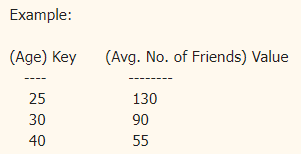 Example:
(Age) Key (Avg. No. of Friends) Value
---- --------
25 130
30 90
40 55